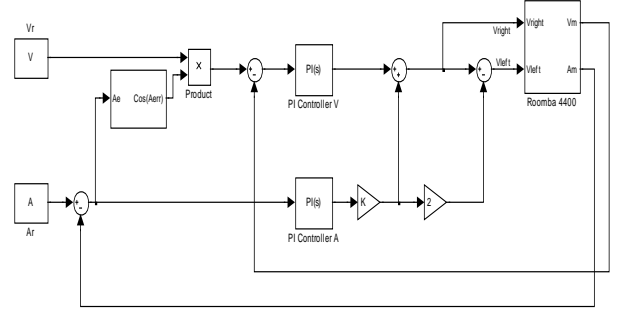 Vr
V
Ae Cos(Aerr)
x
Product
PI(s)
PI Controller V
Vright
Vleft
Vright Vm
Vleft Am
Roomba 4400
A
Ar
PI(s)
PI Controller A
K
2